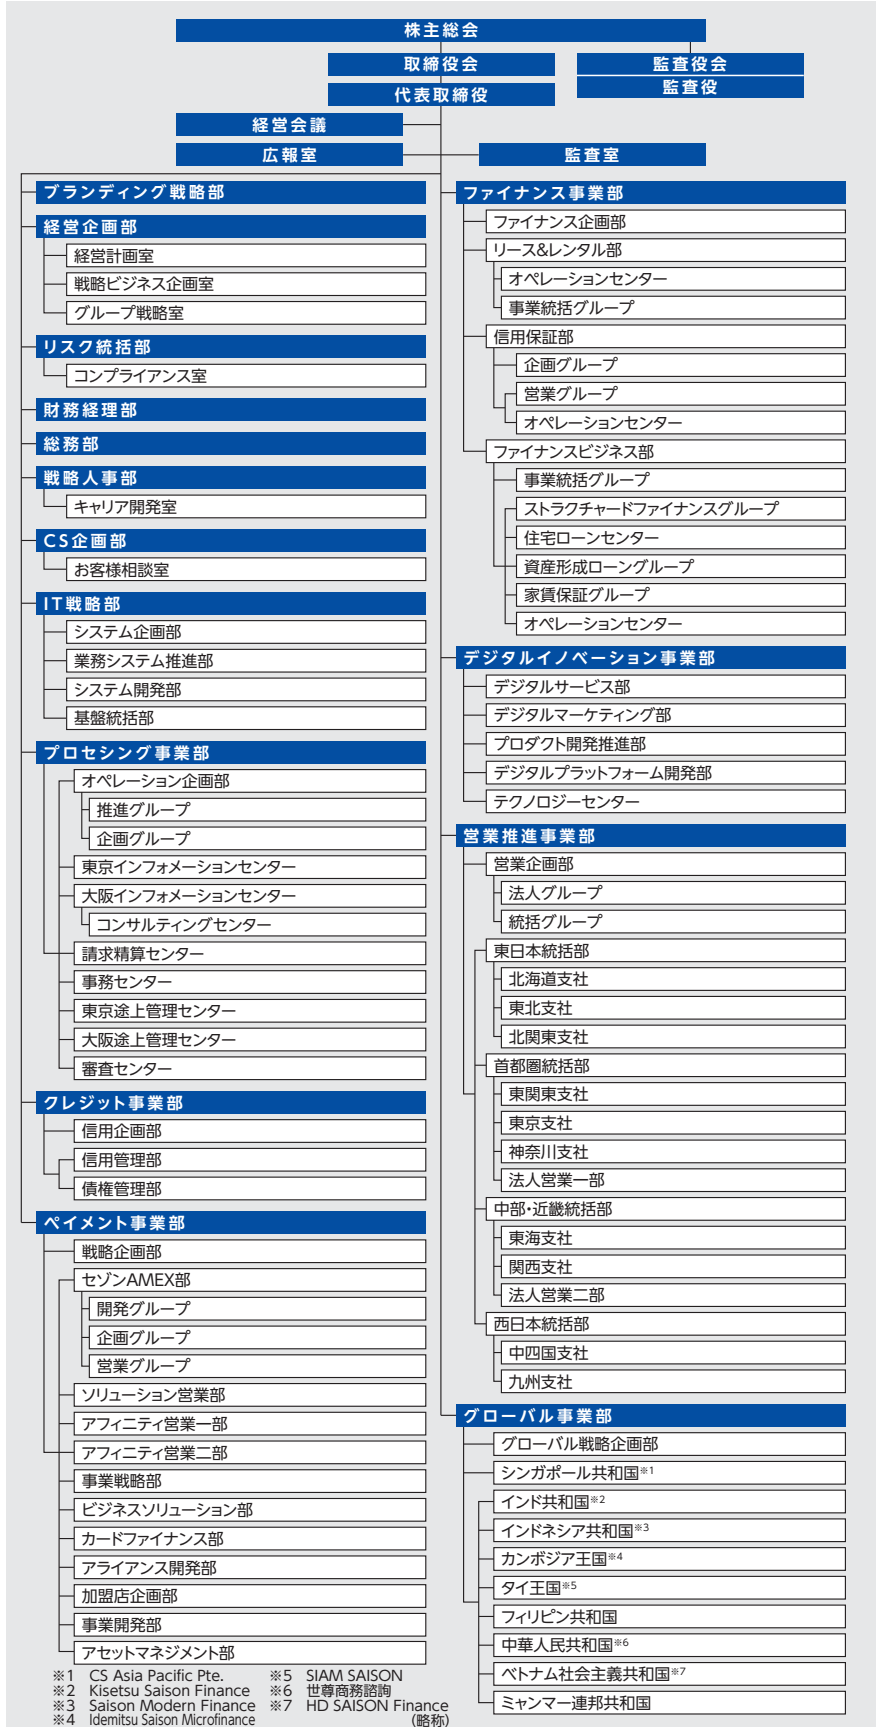 株主総会
取締役会
監査役会
監査役
代表取締役
経営会議
広報室
監査室
ブランディング戦略部
経営企画部
経営計画室
戦略ビジネス企画室
グループ戦略室
リスク統括部
コンプライアンス室
財務経理部
総務部
戦略人事部
キャリア開発室
CS企画部
お客様相談室
IT戦略部
システム企画部
業務システム推進部
システム開発部
基盤統括部
プロセシング事業部
オペレーション企画部
推進グループ
企画グループ
東京インフォメーションセンター
大阪インフォメーションセンター
コンサルティングセンター
請求精算センター
事務センター
東京途上管理センター
大阪途上管理センター
審査センター
クレジット事業部
信用企画部
信用管理部
債権管理部
ペイメント事業部
戦略企画部
セゾンAMEX部
開発グループ
企画グループ
営業グループ
ソリューション営業部
アフィニティ営業一部
アフィニティ営業二部
事業戦略部
ビジネスソリューション部
カードファイナンス部
アライアンス開発部
加盟店企画部
事業開発部
アセットマネジメント部
ファイナンス事業部
ファイナンス企画部
リース&レンタル部
オペレーションセンター
事業統括グループ
信用保証部
企画グループ
営業グループ
オペレーションセンター
ファイナンスビジネス部
事業統括グループ
ストラクチャードファイナンスグループ
住宅ローンセンター
資産形成ローングループ
家賃保証グループ
オペレーションセンター
デジタルイノベーション事業部
デジタルサービス部
デジタルマーケティング部
プロダクト開発推進部
デジタルプラットフォーム開発部
テクノロジーセンター
営業推進事業部
営業企画部
法人グループ
統括グループ
東日本統括部
北海道支社
東北支社
北関東支社
首都圏統括部
東関東支社
東京支社
神奈川支社
法人営業一部
中部・近畿統括部
東海支社
関西支社
法人営業二部
西日本統括部
中四国支社
九州支社
グローバル事業部
グローバル戦略企画部
シンガポール共和国※1
インド共和国※2
インドネシア共和国※3
カンボジア王国※4
タイ王国※5
フィリピン共和国
中華人民共和国※6
ベトナム社会主義共和国※7
ミャンマー連邦共和国
※1 CS Asia Pacific Pte.
※2 Kisetsu Saison Finance
※3 Saison Modern Finance
※4 Idemitsu Saison Microfinance
※5 SIAM SAISON
※6 世尊商務諮詢
※7 HD SAISON Finance
(略称)